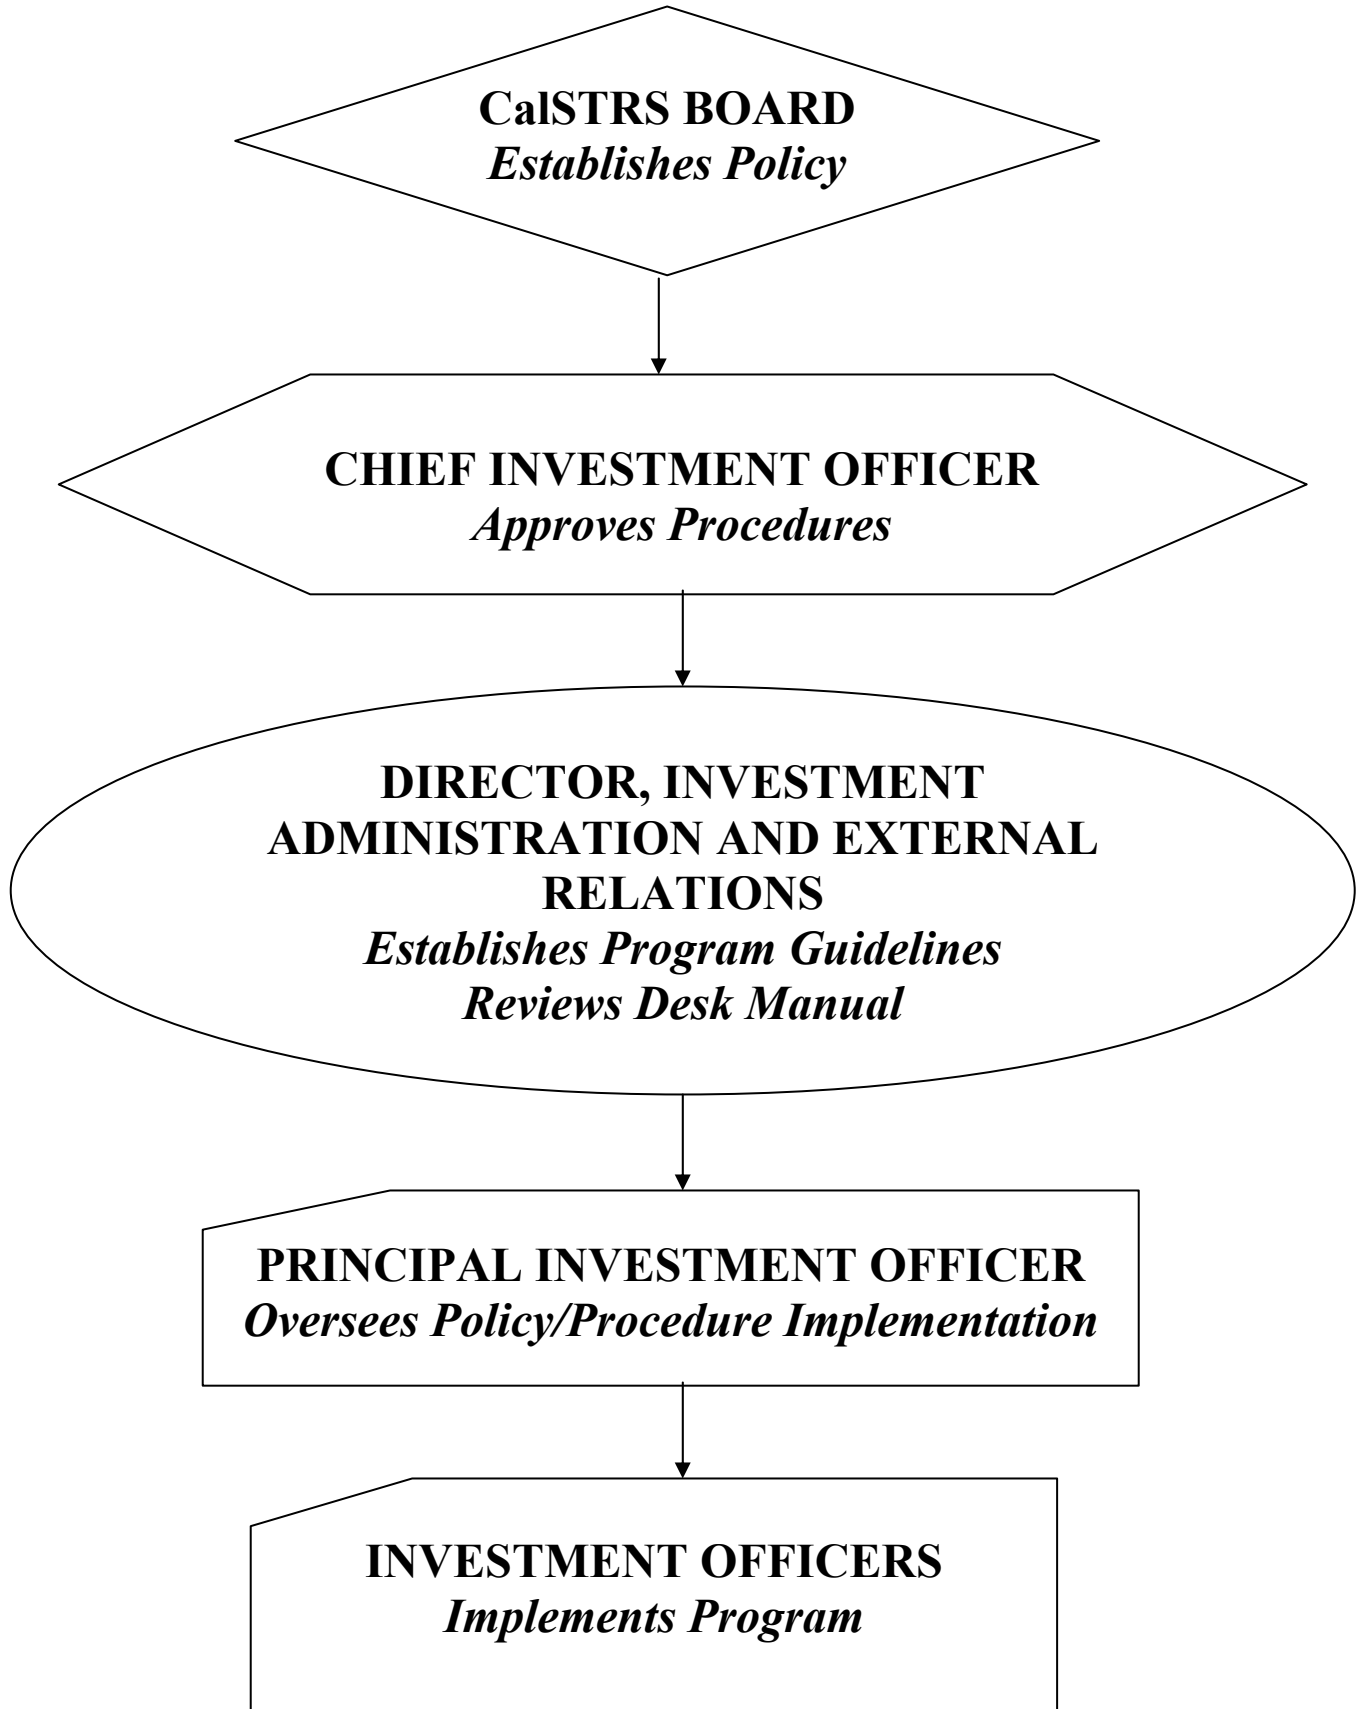 CalSTRS BOARD
Establishes Policy
CHIEF INVESTMENT OFFICER
Approves Procedures
DIRECTOR, INVESTMENT
ADMINISTRATION AND EXTERNAL
RELATIONS
Establishes Program Guidelines
Reviews Desk Manual
PRINCIPAL INVESTMENT OFFICER
Oversees Policy/Procedure Implementation
INVESTMENT OFFICERS
Implements Program